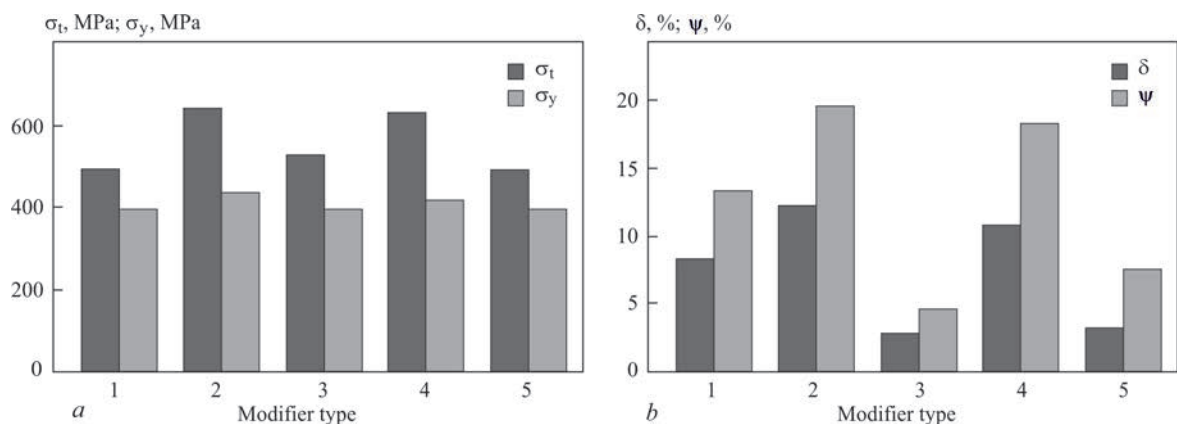 σt, MPa; σy, MPa
σt
σy
600
400
200
0
1 2 3 4 5
a Modifier type
δ, %; ψ, %
δ
ψ
20
15
10
5
0
1 2 3 4 5
b Modifier type